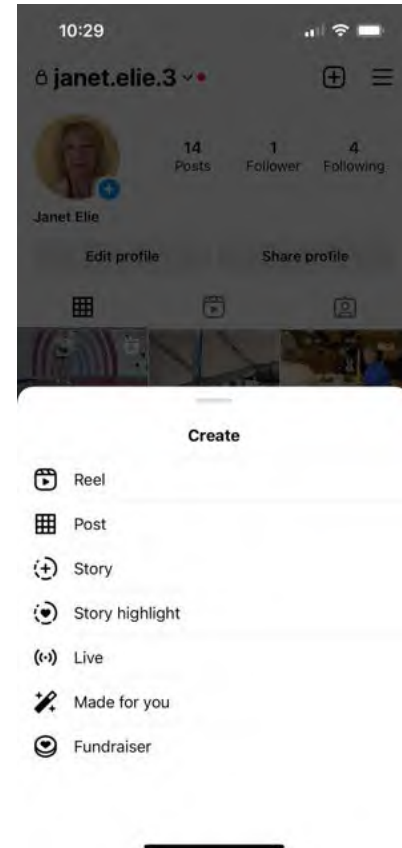 10:29
janet.elie.3
14 1 4
Posts Follower Following
Janet Elie
Edit profile Share profile
Create
Reel
Post
Story
Story highlight
Live
Made for you
Fundraiser